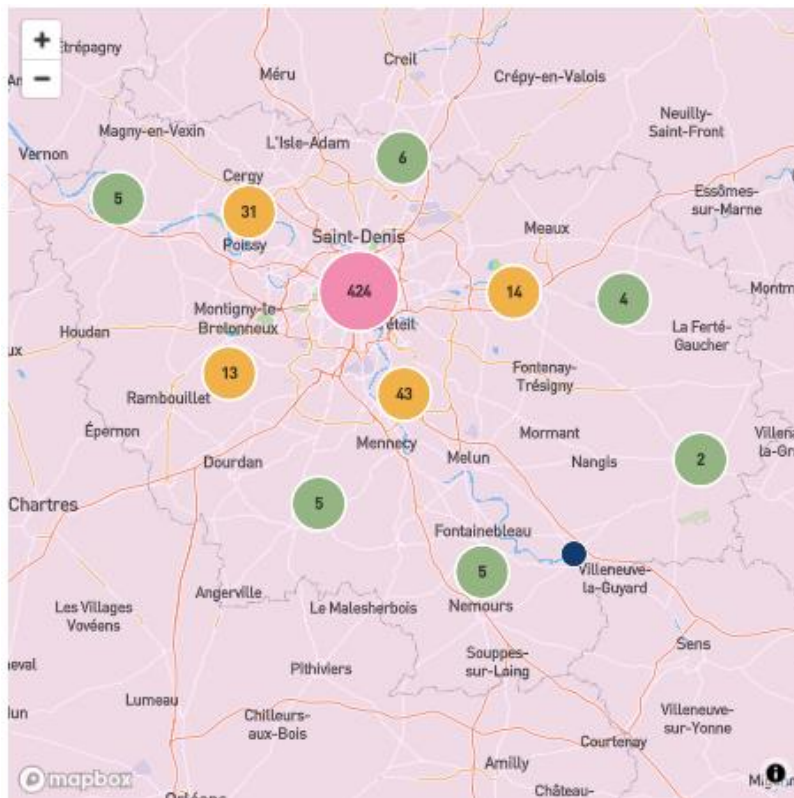 +
Étrépagny
−
Creil
Méru
Crépy-en-Valois
Neuilly-
Saint-Front
Magny-en-Vexin
L'Isle-Adam
Vernon
6
Cergy
5
31
Essômes-
sur-Marne
Saint-Denis
Meaux
Poissy
424
14
4
Montigny-le-
Bretonneux
Houdan
La Ferté-
Gaucher
13
Fontenay-
Trésigny
43
Rambouillet
Épernon
Mennecy
Mormant
Dourdan
Melun
Nangis
2
Chartres
5
Fontainebleau
5
Villeneuve-
la-Guyard
Angerville
Nemours
Les Villages
Vovéens
Le Malesherbois
Sens
Souppes-
sur-Laing
Pithiviers
Lumeau
Chilleurs-
aux-Bois
Villeneuve-
sur-Yonne
Courtenay
Amilly
mapbox
i
Château-